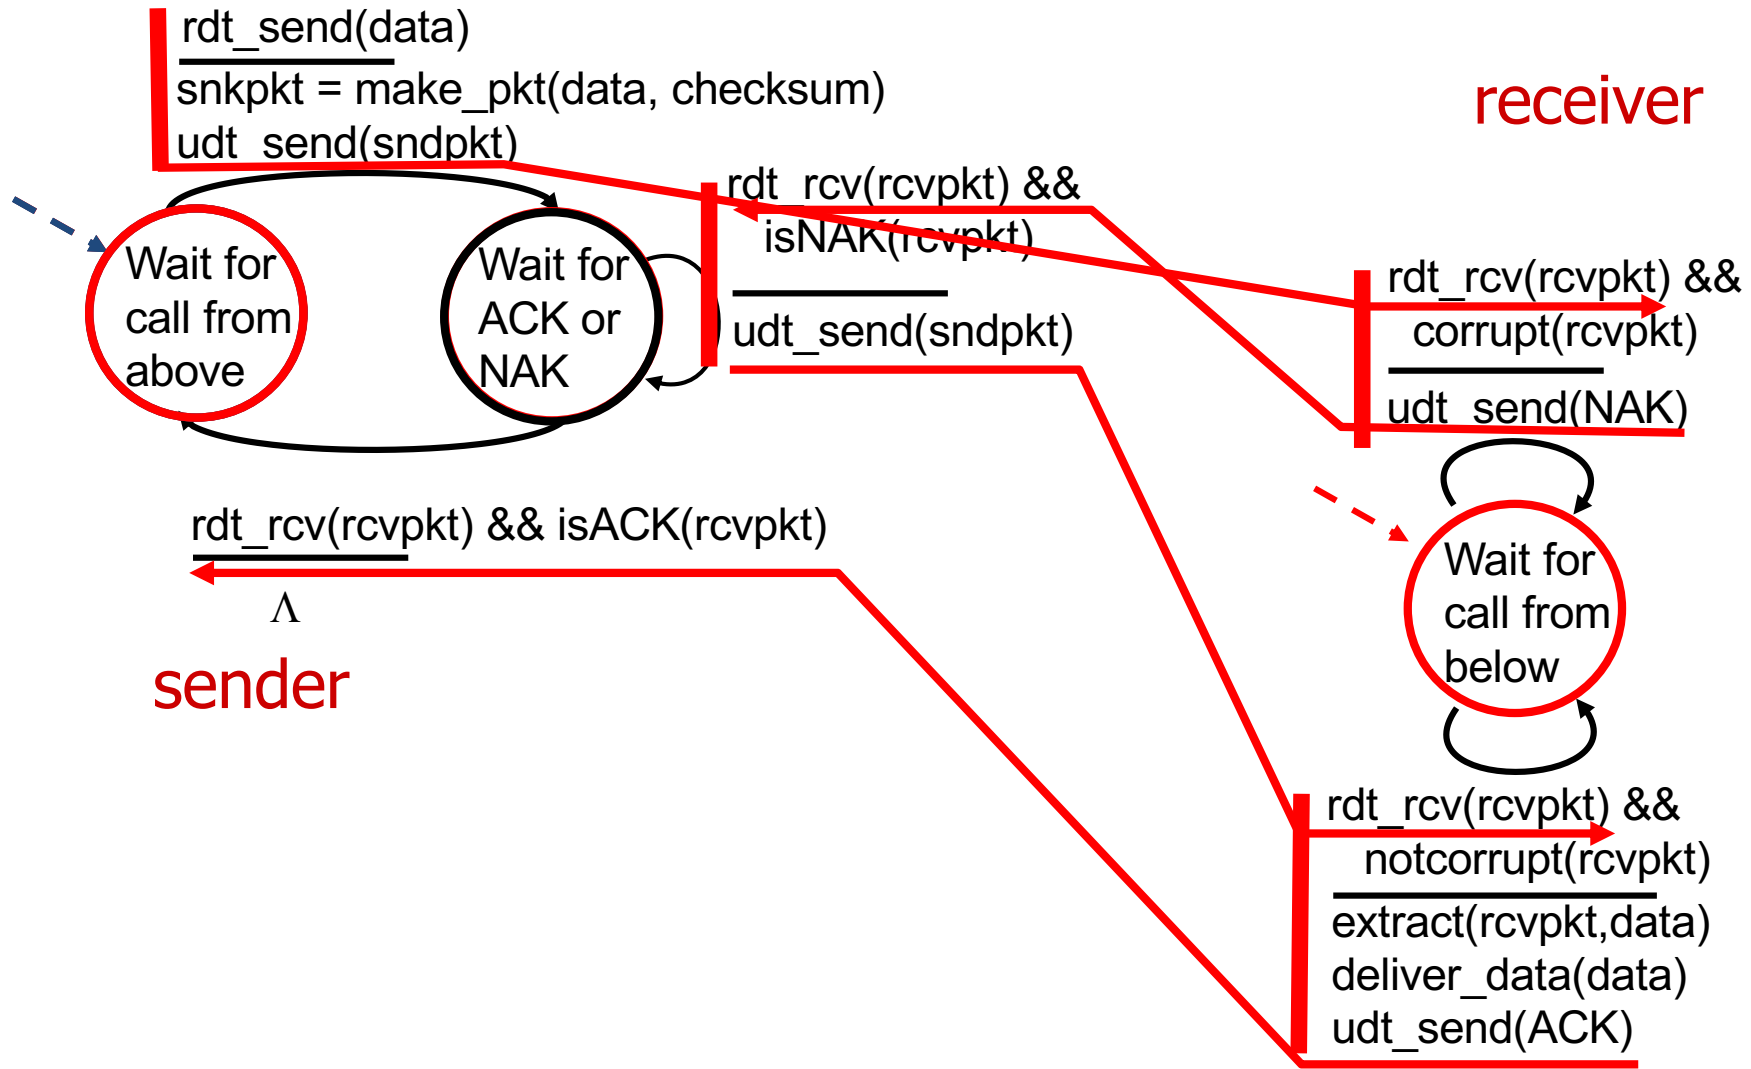 rdt_send(data)
snkpkt = make_pkt(data, checksum)
udt_send(sndpkt)
receiver
rdt_rcv(rcvpkt) &&
isNAK(rcvpkt)
udt_send(sndpkt)
Wait for
call from
above
Wait for
ACK or
NAK
rdt_rcv(rcvpkt) &&
corrupt(rcvpkt)
udt_send(NAK)
rdt_rcv(rcvpkt) && isACK(rcvpkt)
Λ
sender
Wait for
call from
below
rdt_rcv(rcvpkt) &&
notcorrupt(rcvpkt)
extract(rcvpkt,data)
deliver_data(data)
udt_send(ACK)